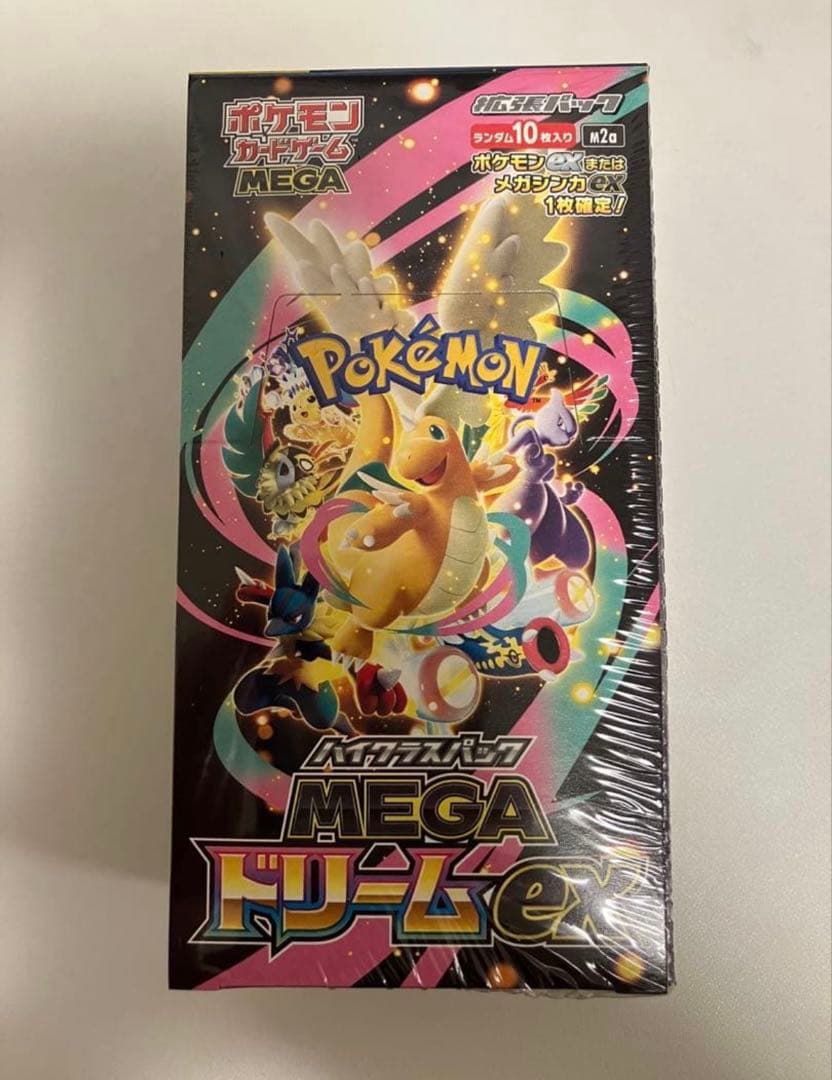 ポケモン
カードゲーム
MEGA
拡張パック
ランダム10枚入り M2a
ポケモンexまたは
メガシンカex
1枚確定!
POKéMON
TM
ハイクラスパック
MEGA
ドリームex